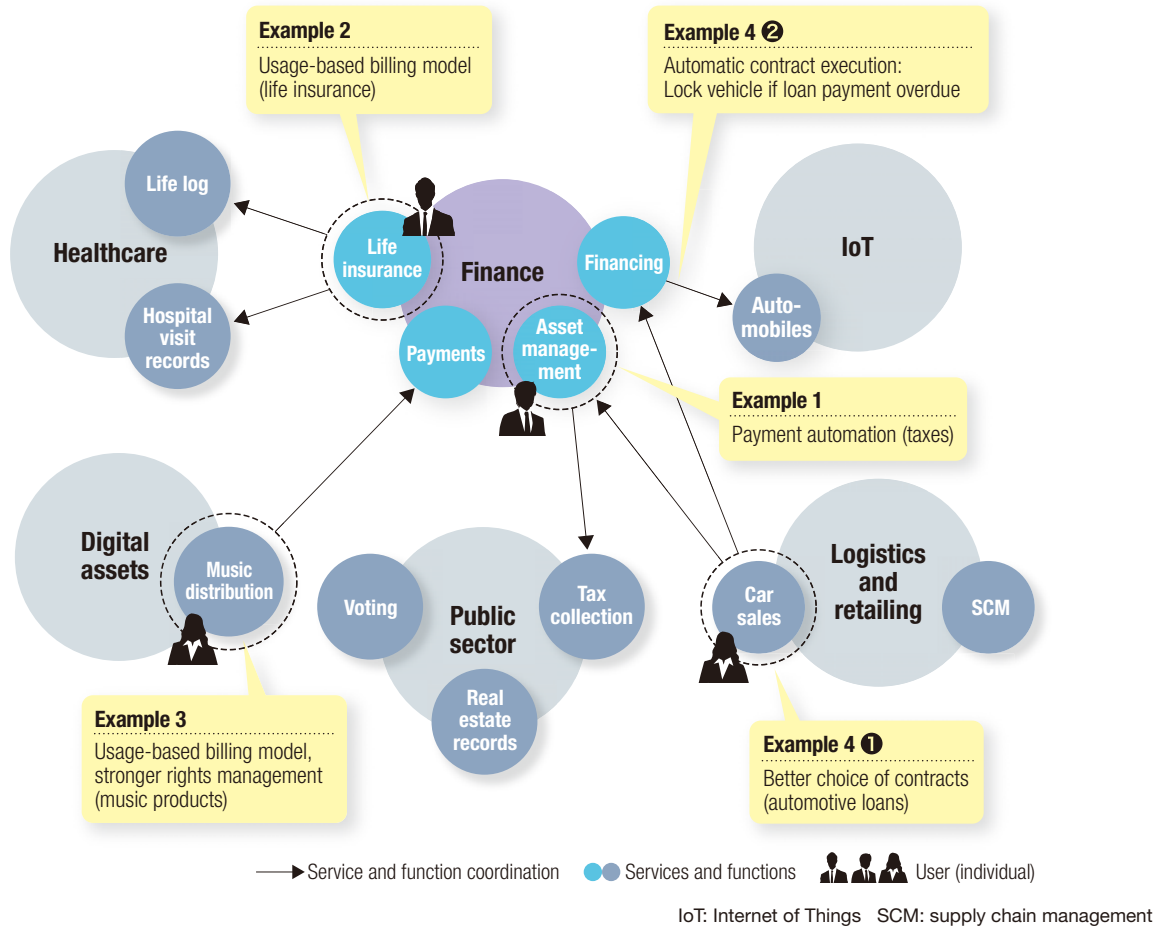 Example 2
Usage-based billing model
(life insurance)
Example 4 ❷
Automatic contract execution:
Lock vehicle if loan payment overdue
Life log
Healthcare
Hospital
visit
records
Life
insurance
Finance
Financing
Payments
Asset
manage-
ment
IoT
Auto-
mobiles
Example 1
Payment automation (taxes)
Digital
assets
Music
distribution
Voting
Public
sector
Tax
collection
Real
estate
records
Car
sales
Logistics
and
retailing
SCM
Example 3
Usage-based billing model,
stronger rights management
(music products)
Example 4 ❶
Better choice of contracts
(automotive loans)
Service and function coordination
Services and functions
User (individual)
IoT: Internet of Things SCM: supply chain management